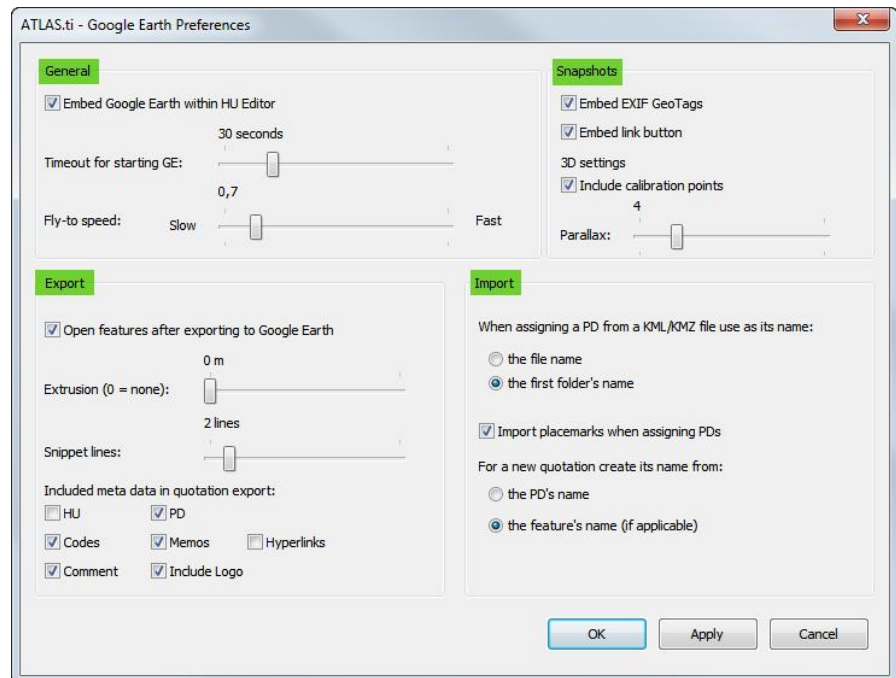 ATLAS.ti - Google Earth Preferences
General
Embed Google Earth within HU Editor
30 seconds
Timeout for starting GE:
0,7
Fly-to speed:
Slow
Fast
Snapshots
Embed EXIF GeoTags
Embed link button
3D settings
Include calibration points
4
Parallax:
Export
Open features after exporting to Google Earth
0 m
Extrusion (0 = none):
2 lines
Snippet lines:
Included meta data in quotation export:
HU PD
Codes Memos Hyperlinks
Comment Include Logo
Import
When assigning a PD from a KML/KMZ file use as its name:
the file name
the first folder's name
Import placemarks when assigning PDs
For a new quotation create its name from:
the PD's name
the feature's name (if applicable)
OK Apply Cancel